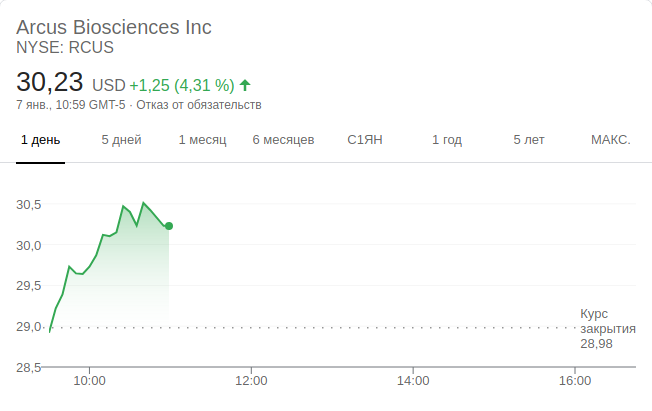 Arcus Biosciences Inc
NYSE: RCUS
30,23 USD +1,25 (4,31 %)
7 янв., 10:59 GMT-5 · Отказ от обязательств
1 день 5 дней 1 месяц 6 месяцев С1ЯН 1 год 5 лет МАКС.
30,5
30,0
29,5
29,0
28,5
Курс
закрытия
28,98
10:00 12:00 14:00 16:00